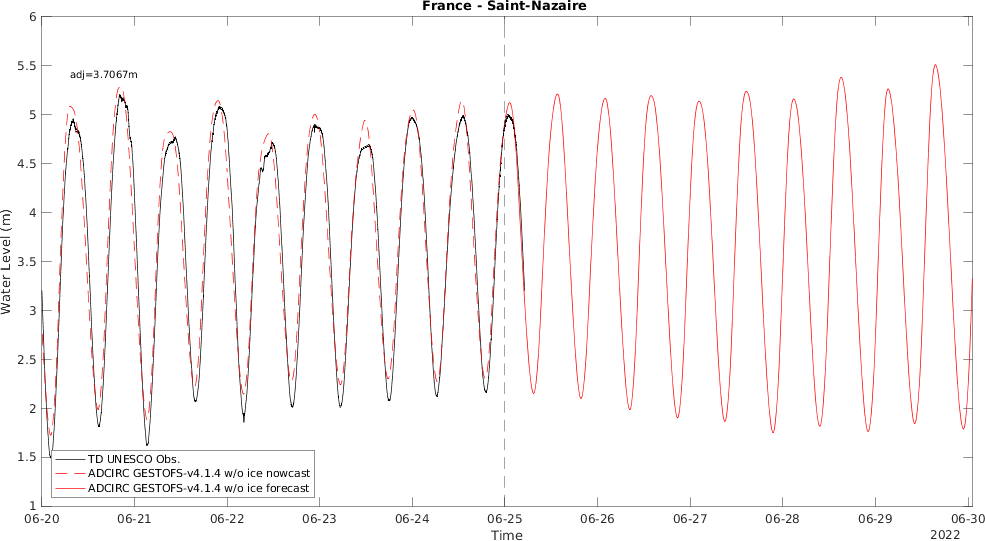 France - Saint-Nazaire
6
5.5
5
4.5
4
3.5
3
2.5
2
1.5
1
Water Level (m)
adj=3.7067m
TD UNESCO Obs.
ADCIRC GESTOFS-v4.1.4 w/o ice nowcast
ADCIRC GESTOFS-v4.1.4 w/o ice forecast
06-20 06-21 06-22 06-23 06-24 06-25 06-26 06-27 06-28 06-29 06-30
Time
2022